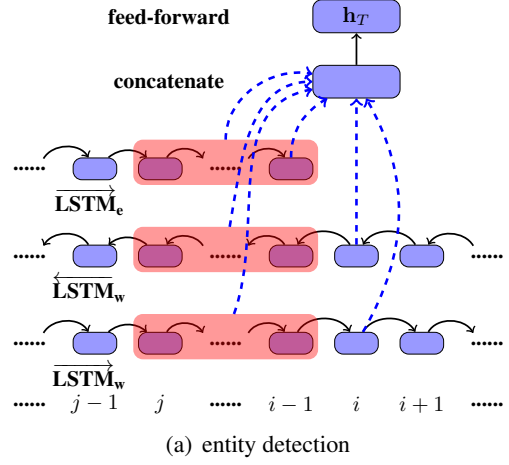 feed-forward
h_T
concatenate
...... ......
→LSTM_e
...... ...... ......
←LSTM_w
...... ...... ......
→LSTM_w
...... j − 1 j ...... i − 1 i i + 1 ......
(a) entity detection